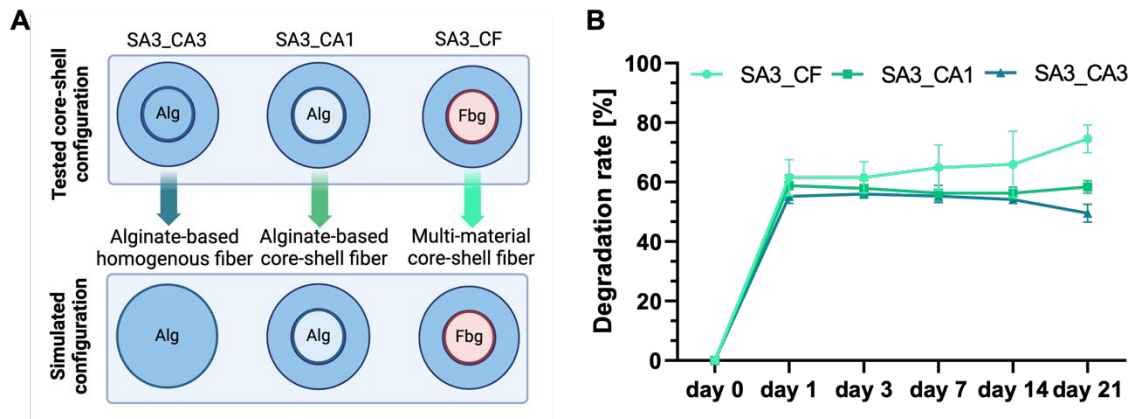 A
SA3_CA3 SA3_CA1 SA3_CF
Tested core-shell
configuration
Alg Alg Fbg
Alginate-based Alginate-based Multi-material
homogenous fiber core-shell fiber core-shell fiber
Simulated
configuration
Alg Alg Fbg
B
SA3_CF SA3_CA1 SA3_CA3
Degradation rate [%]
100
80
60
40
20
0
day 0 day 1 day 3 day 7 day 14 day 21